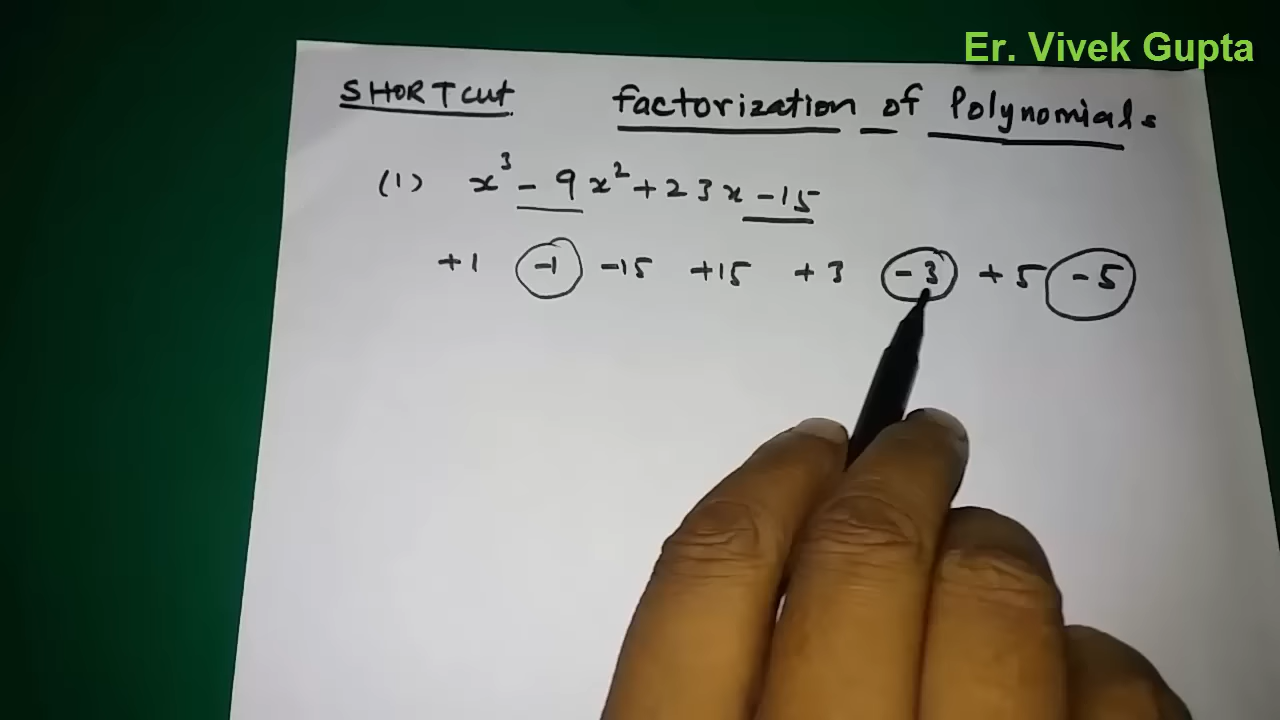 Er. Vivek Gupta
SHORTcut factorization of Polynomials
(1) x³ - 9x² + 23x - 15
+1 -1 -15 +15 +3 -3 +5 -5